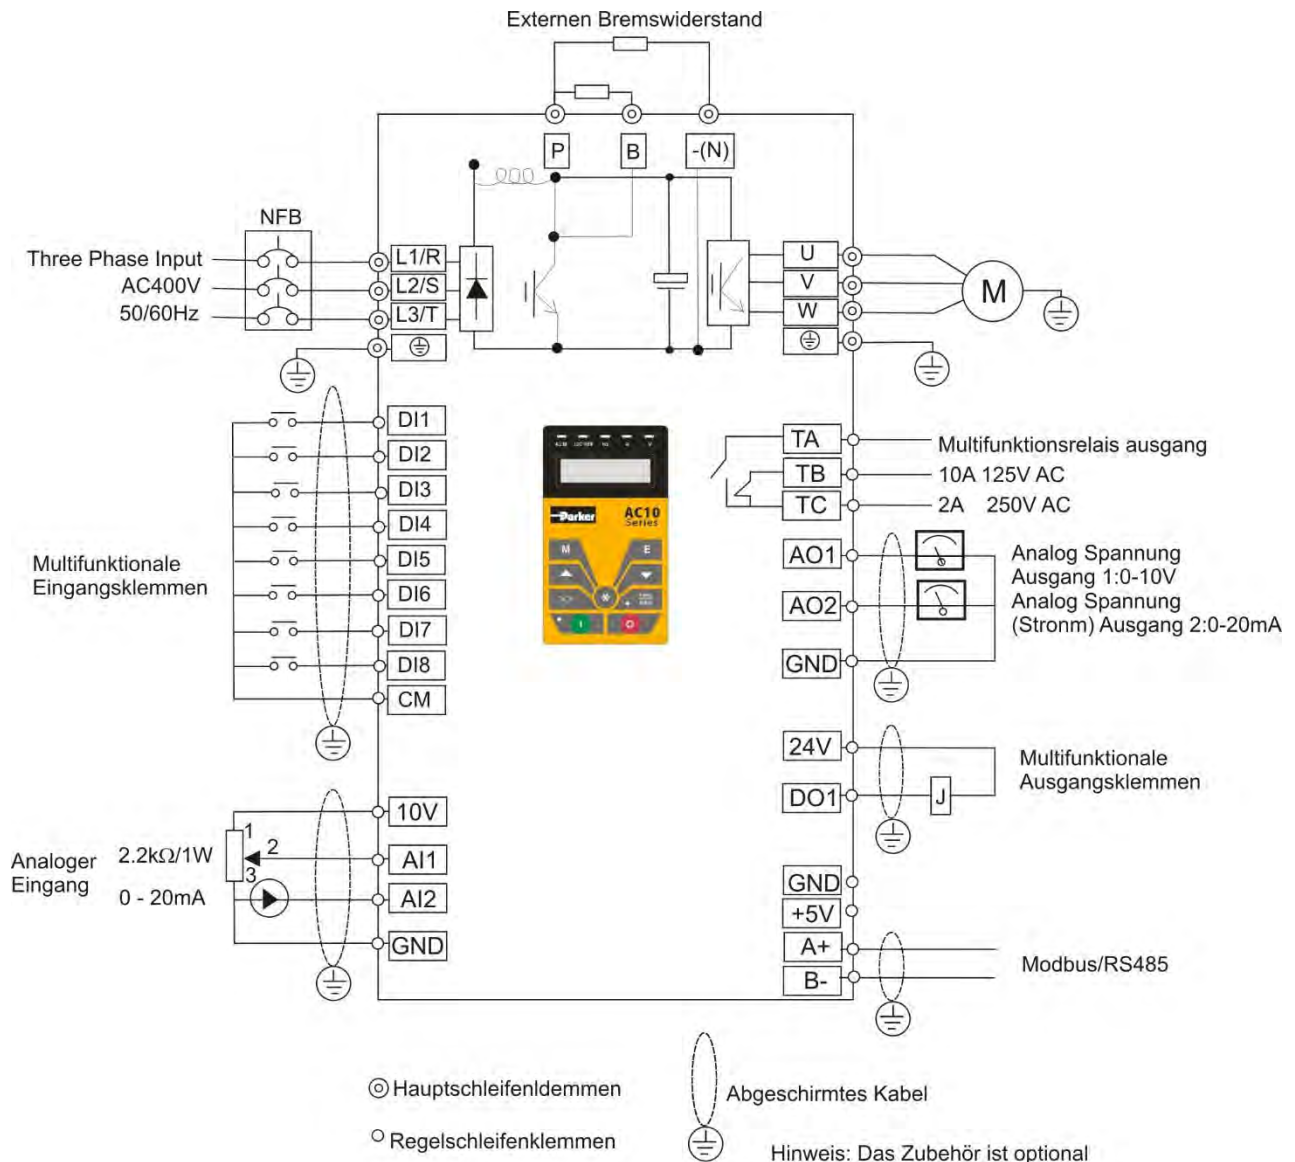 Externen Bremswiderstand
P
B
-(N)
NFB
Three Phase Input
AC400V
50/60Hz
L1/R
L2/S
L3/T
U
V
W
M
DI1
DI2
DI3
DI4
DI5
DI6
DI7
DI8
CM
Multifunktionale
Eingangsklemmen
Parker
AC10
Series
M
E
TA
TB
TC
Multifunktionsrelais ausgang
10A 125V AC
2A 250V AC
AO1
AO2
GND
Analog Spannung
Ausgang 1:0-10V
Analog Spannung
(Stronm) Ausgang 2:0-20mA
24V
DO1
J
Multifunktionale
Ausgangsklemmen
10V
AI1
AI2
GND
1
2
3
Analoger
Eingang
2.2kΩ/1W
0 - 20mA
GND
+5V
A+
B-
Modbus/RS485
Hauptschleifenldemmen
Regelschleifenklemmen
Abgeschirmtes Kabel
Hinweis: Das Zubehör ist optional